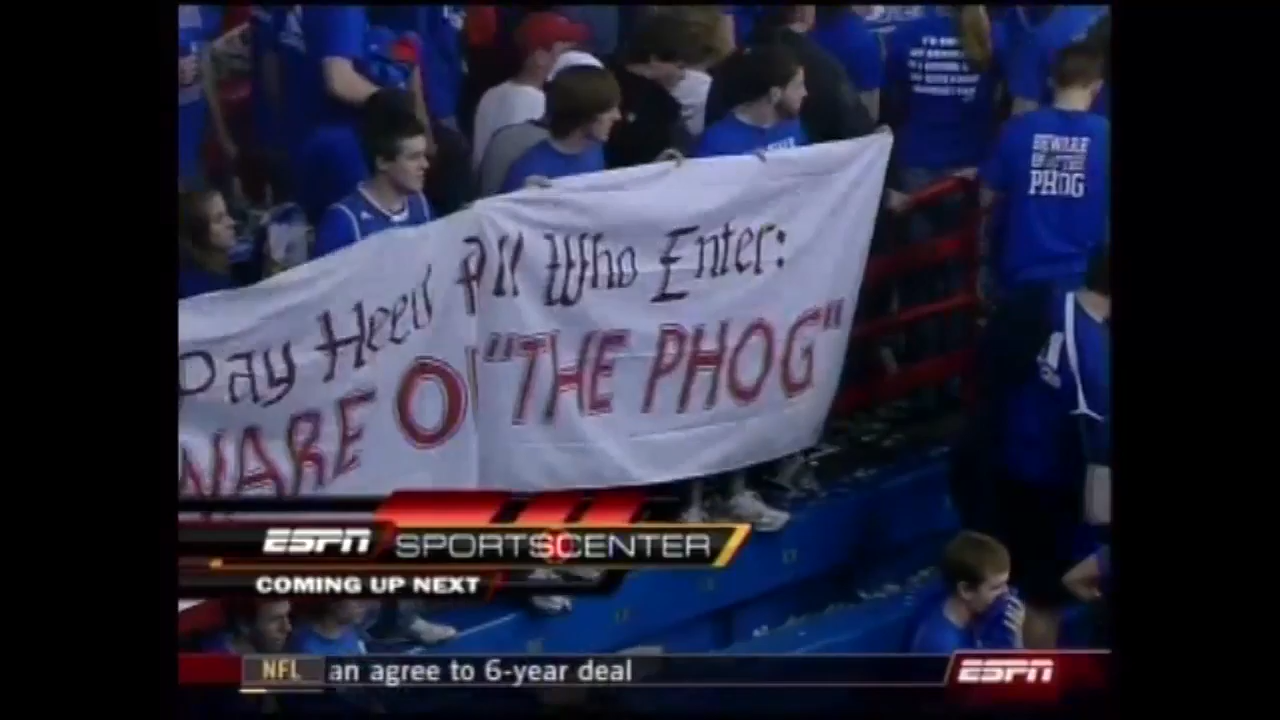 BEWARE
OF THE
PHOG
Pay Heed All Who Enter:
WARE OF "THE PHOG"
ESPN SPORTSCENTER
COMING UP NEXT
NFL an agree to 6-year deal ESPN